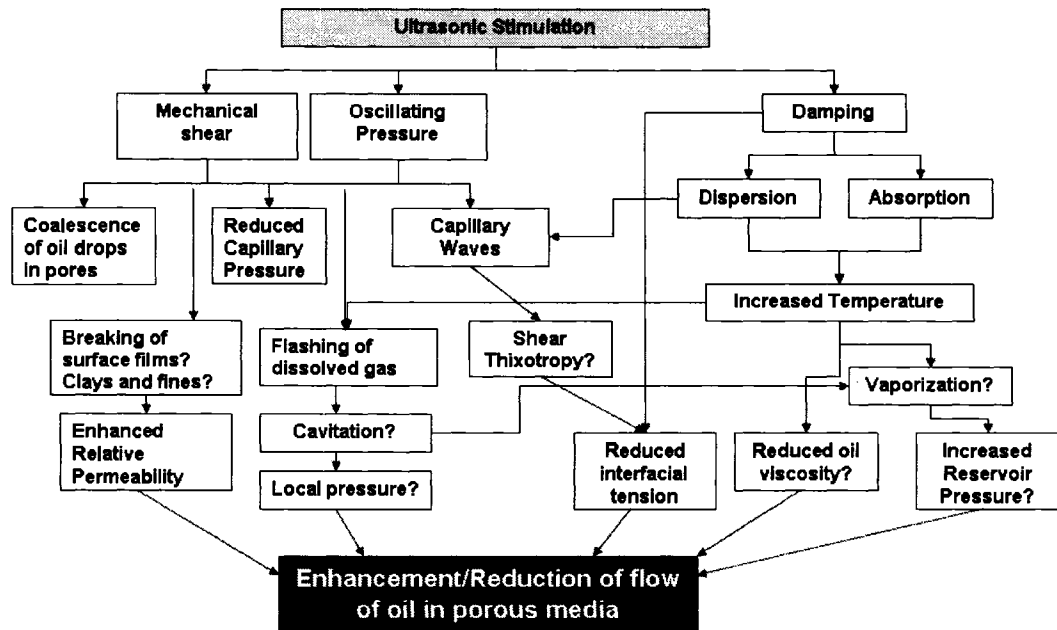 Ultrasonic Stimulation
Mechanical
shear
Oscillating
Pressure
Damping
Dispersion
Absorption
Coalescence
of oil drops
in pores
Reduced
Capillary
Pressure
Capillary
Waves
Increased Temperature
Breaking of
surface films?
Clays and fines?
Flashing of
dissolved gas
Shear
Thixotropy?
Vaporization?
Enhanced
Relative
Permeability
Cavitation?
Local pressure?
Reduced
interfacial
tension
Reduced oil
viscosity?
Increased
Reservoir
Pressure?
Enhancement/Reduction of flow
of oil in porous media